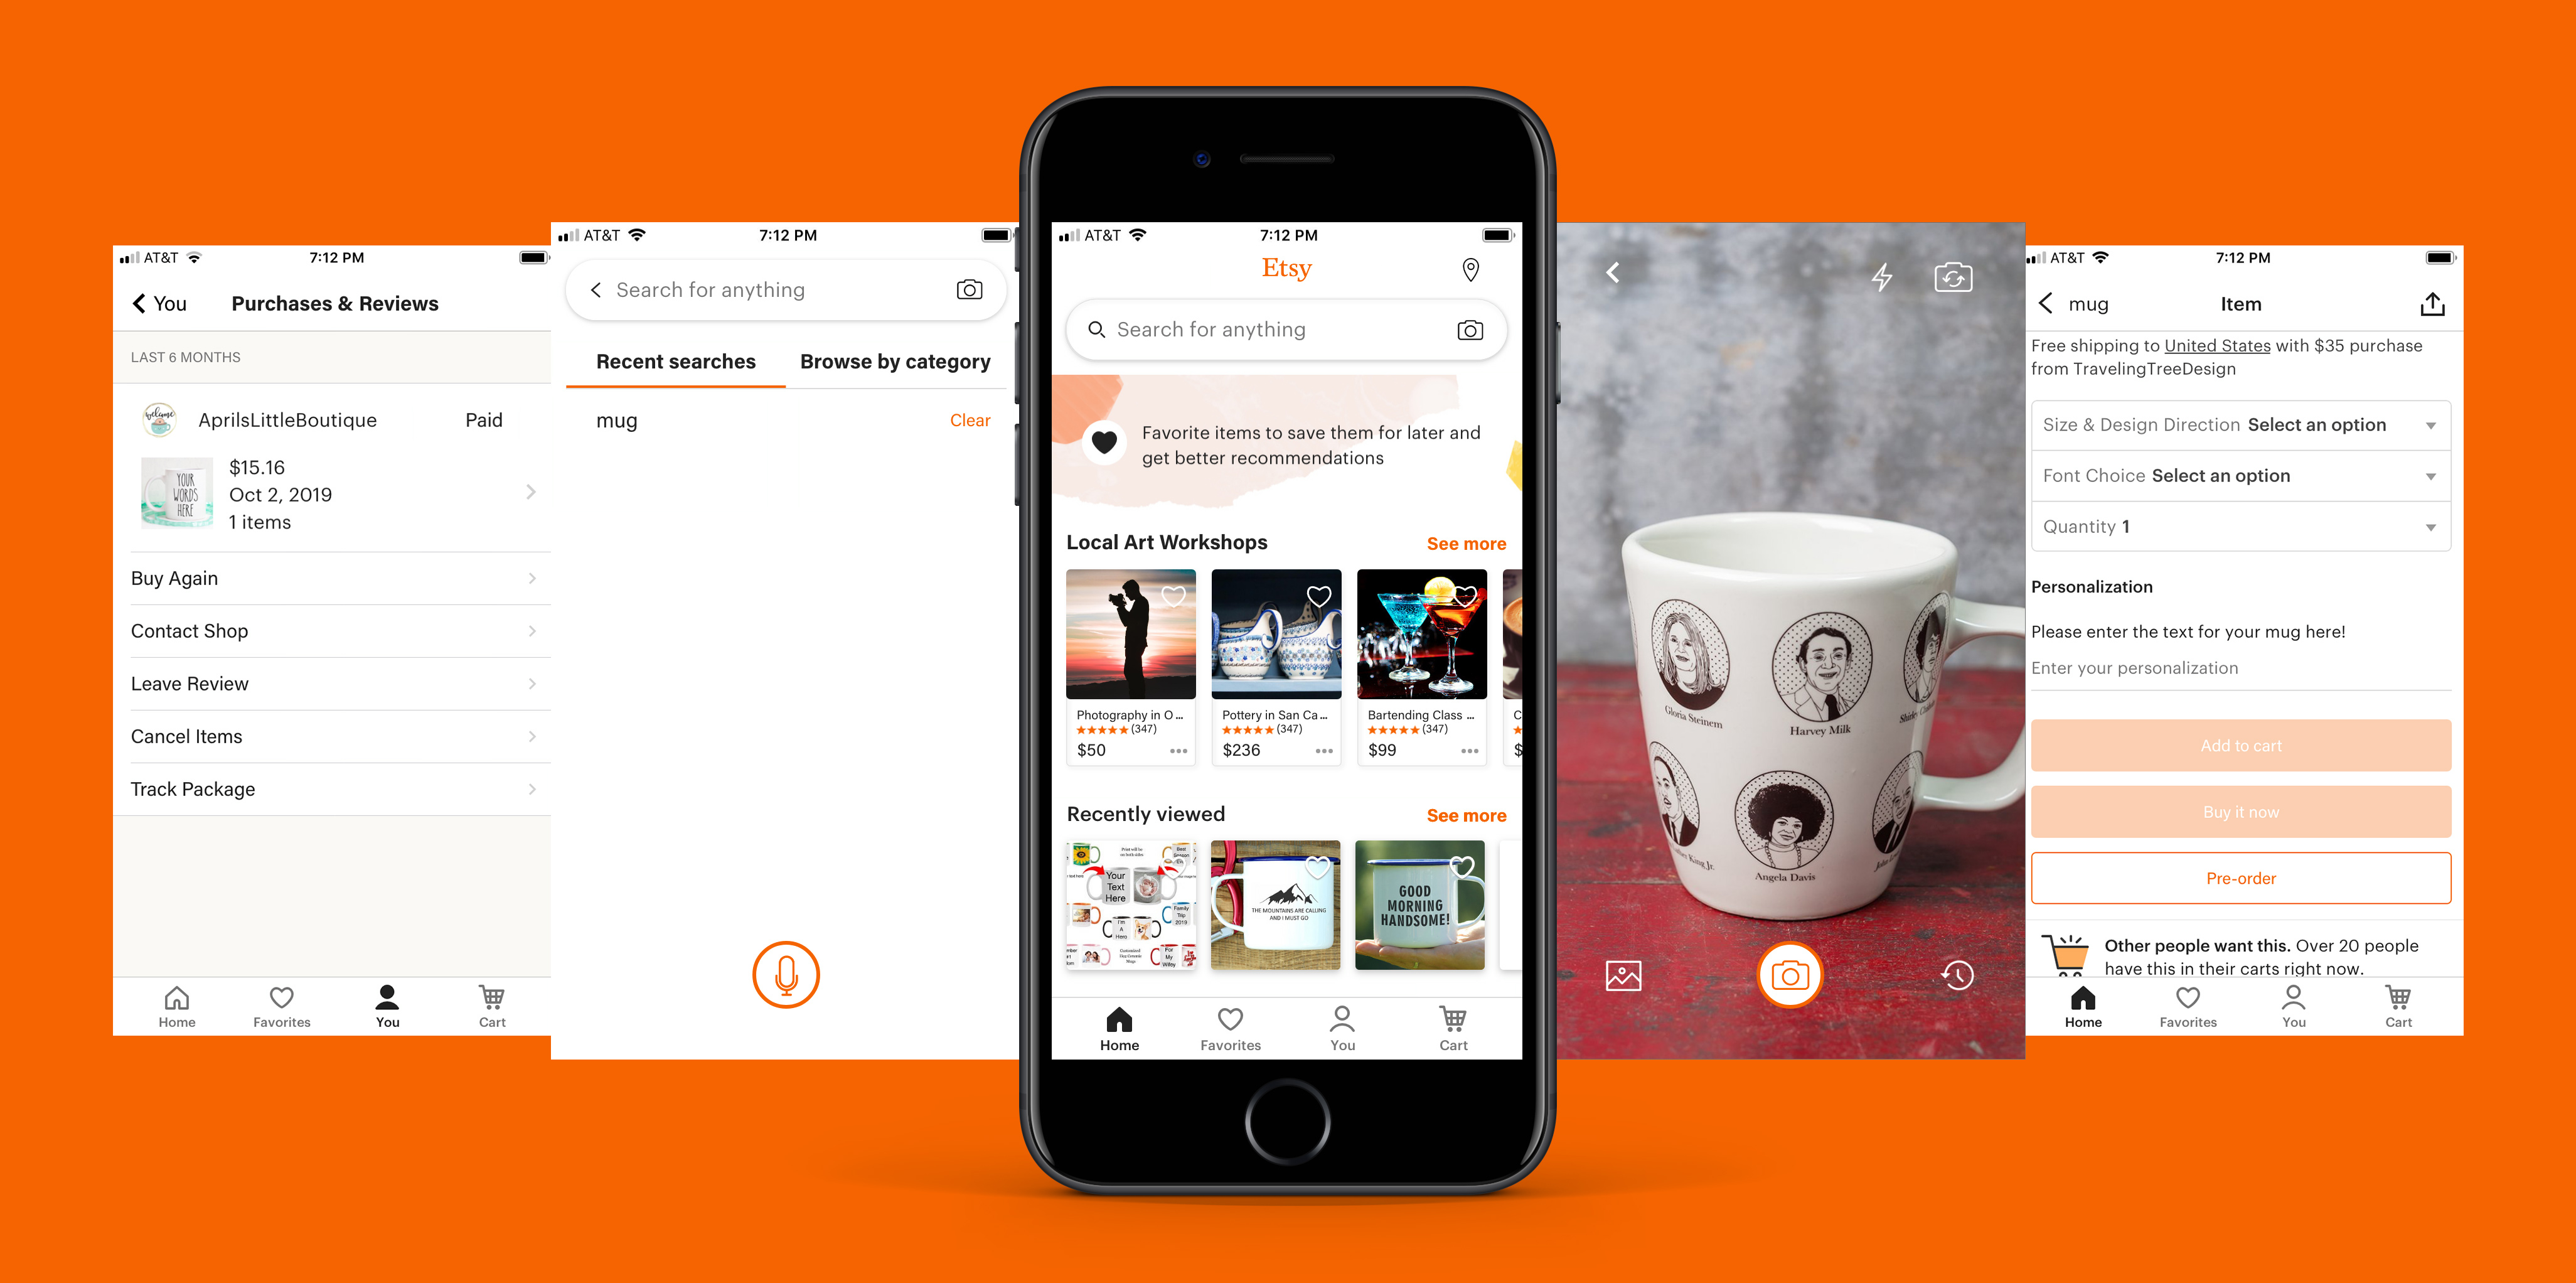 AT&T 7:12 PM
You Purchases & Reviews
LAST 6 MONTHS
AprilsLittleBoutique Paid
YOUR
WORDS
HERE
$15.16
Oct 2, 2019
1 items
Buy Again
Contact Shop
Leave Review
Cancel Items
Track Package
Home Favorites You Cart
AT&T 7:12 PM
Search for anything
Recent searches Browse by category
mug Clear
AT&T 7:12 PM
Etsy
Search for anything
Favorite items to save them for later and
get better recommendations
Local Art Workshops See more
Photography in O ...
(347)
$50
Pottery in San Ca...
(347)
$236
Bartending Class ...
(347)
$99
C
$
Recently viewed See more
Your
Text
Here
I'm
A
Hero
Family
Trip
2019
For
My
Wifey
THE MOUNTAINS ARE CALLING
AND I MUST GO
GOOD
MORNING
HANDSOME!
Home Favorites You Cart
Gloria Steinem
Harvey Milk
King Jr.
Angela Davis
AT&T 7:12 PM
mug Item
Free shipping to United States with $35 purchase
from TravelingTreeDesign
Size & Design Direction Select an option
Font Choice Select an option
Quantity 1
Personalization
Please enter the text for your mug here!
Enter your personalization
Add to cart
Buy it now
Pre-order
Other people want this. Over 20 people
have this in their carts right now.
Home Favorites You Cart